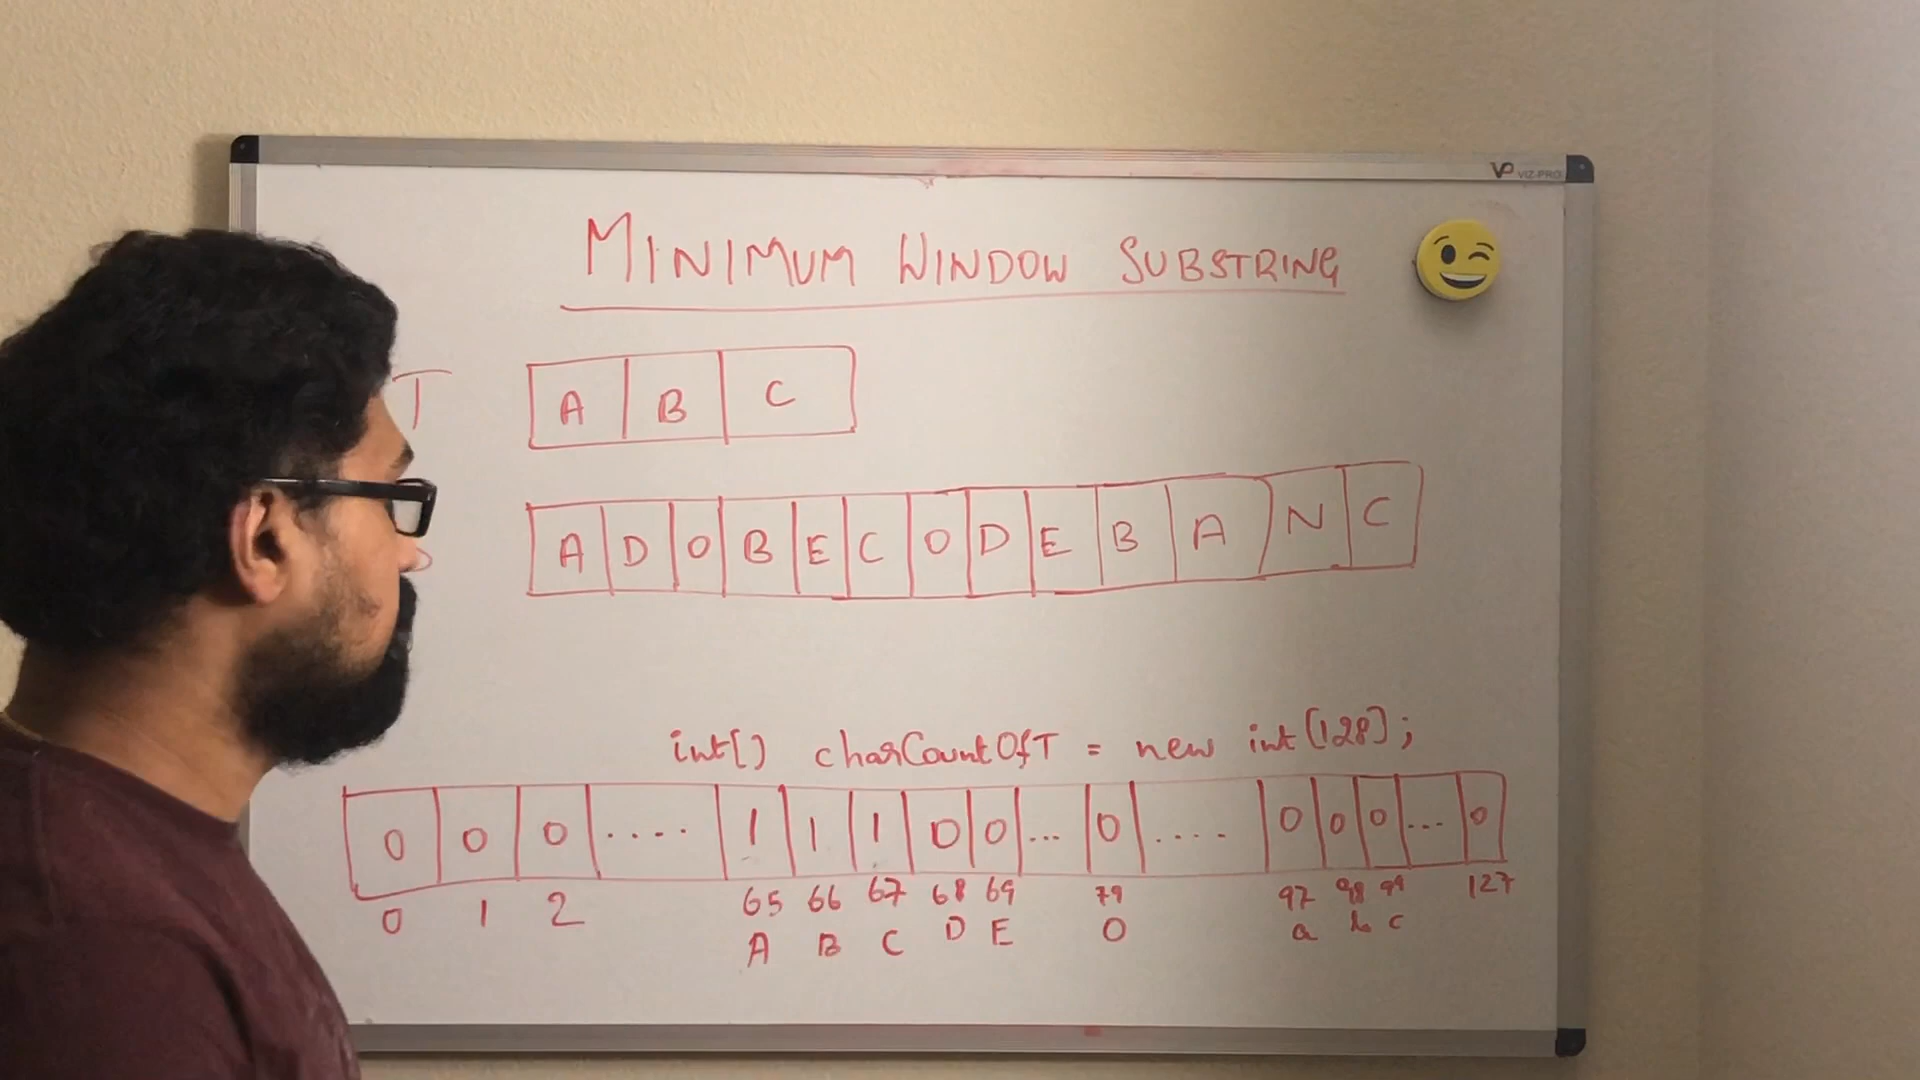 VP VIZ-PRO
MINIMUM WINDOW SUBSTRING
T A B C
A D O B E C O D E B A N C
int[] charCountOfT = new int[128];
0 0 0 .... 1 1 1 0 0 ... 0 .... 0 0 0 ... 0
0 1 2 65 66 67 68 69 79 97 98 99 127
A B C D E O a b c